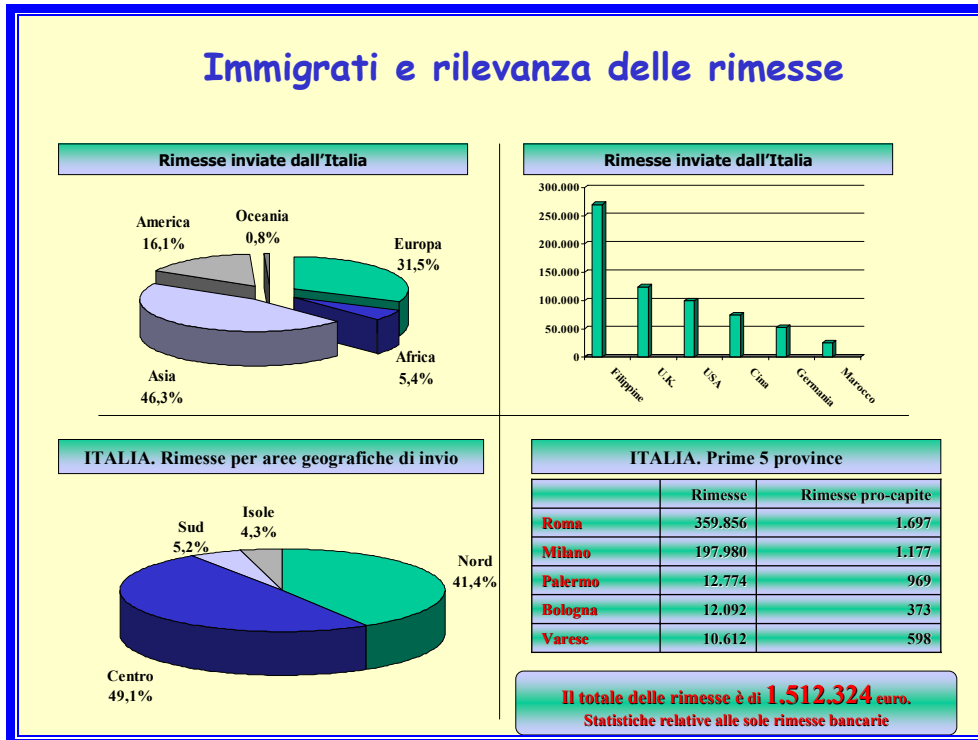 Immigrati e rilevanza delle rimesse
Rimesse inviate dall'Italia
America
16,1%
Oceania
0,8%
Europa
31,5%
Africa
5,4%
Asia
46,3%
Rimesse inviate dall'Italia
300.000
250.000
200.000
150.000
100.000
50.000
0
Filippine
U.K.
USA
Cina
Germania
Marocco
ITALIA. Rimesse per aree geografiche di invio
Sud
5,2%
Isole
4,3%
Nord
41,4%
Centro
49,1%
ITALIA. Prime 5 province
Rimesse Rimesse pro-capite
Roma 359.856 1.697
Milano 197.980 1.177
Palermo 12.774 969
Bologna 12.092 373
Varese 10.612 598
Il totale delle rimesse è di 1.512.324 euro.
Statistiche relative alle sole rimesse bancarie